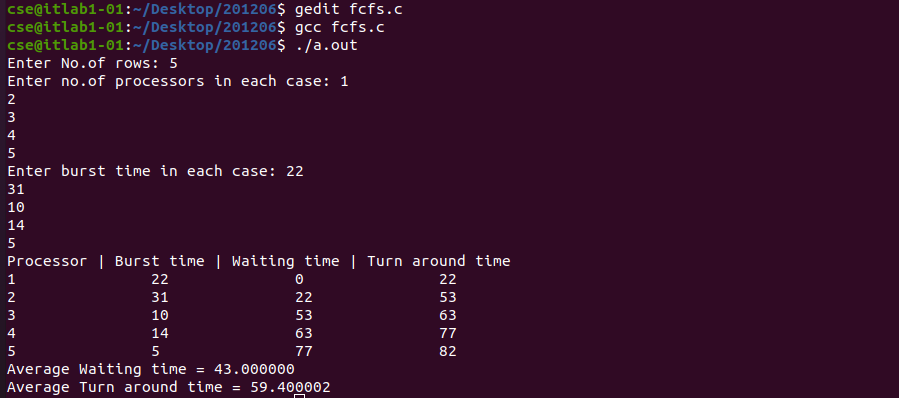 cse@itlab1-01:~/Desktop/201206$ gedit fcfs.c
cse@itlab1-01:~/Desktop/201206$ gcc fcfs.c
cse@itlab1-01:~/Desktop/201206$ ./a.out
Enter No.of rows: 5
Enter no.of processors in each case: 1
2
3
4
5
Enter burst time in each case: 22
31
10
14
5
Processor | Burst time | Waiting time | Turn around time
1               22              0               22
2               31              22              53
3               10              53              63
4               14              63              77
5               5               77              82
Average Waiting time = 43.000000
Average Turn around time = 59.400002